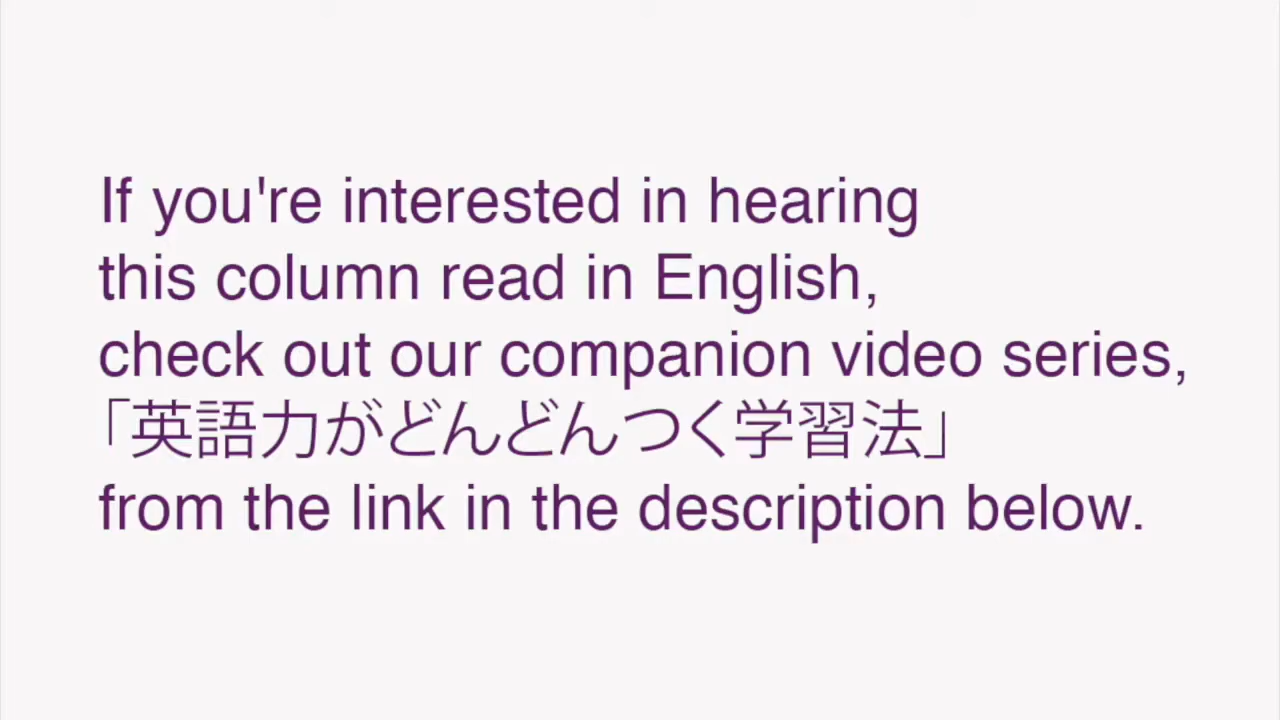 If you're interested in hearing
this column read in English,
check out our companion video series,
「英語力がどんどんつく学習法」
from the link in the description below.